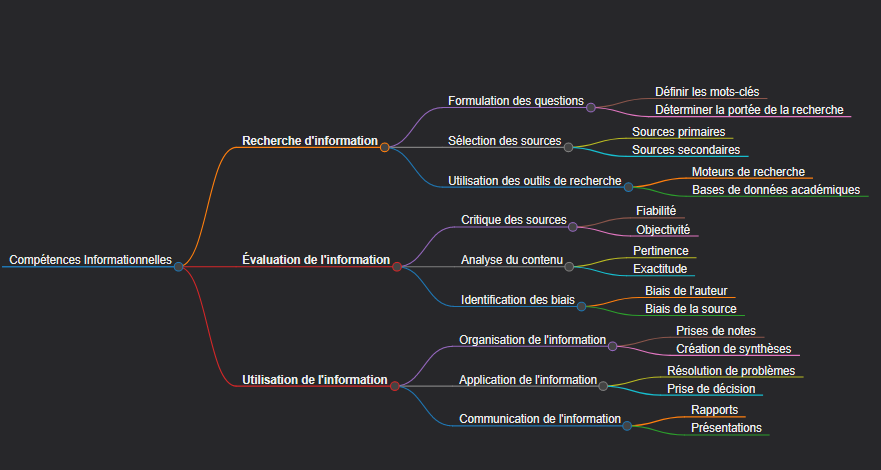 Compétences Informationnelles
Recherche d'information
Formulation des questions
Définir les mots-clés
Déterminer la portée de la recherche
Sélection des sources
Sources primaires
Sources secondaires
Utilisation des outils de recherche
Moteurs de recherche
Bases de données académiques
Évaluation de l'information
Critique des sources
Fiabilité
Objectivité
Analyse du contenu
Pertinence
Exactitude
Identification des biais
Biais de l'auteur
Biais de la source
Utilisation de l'information
Organisation de l'information
Prises de notes
Création de synthèses
Application de l'information
Résolution de problèmes
Prise de décision
Communication de l'information
Rapports
Présentations